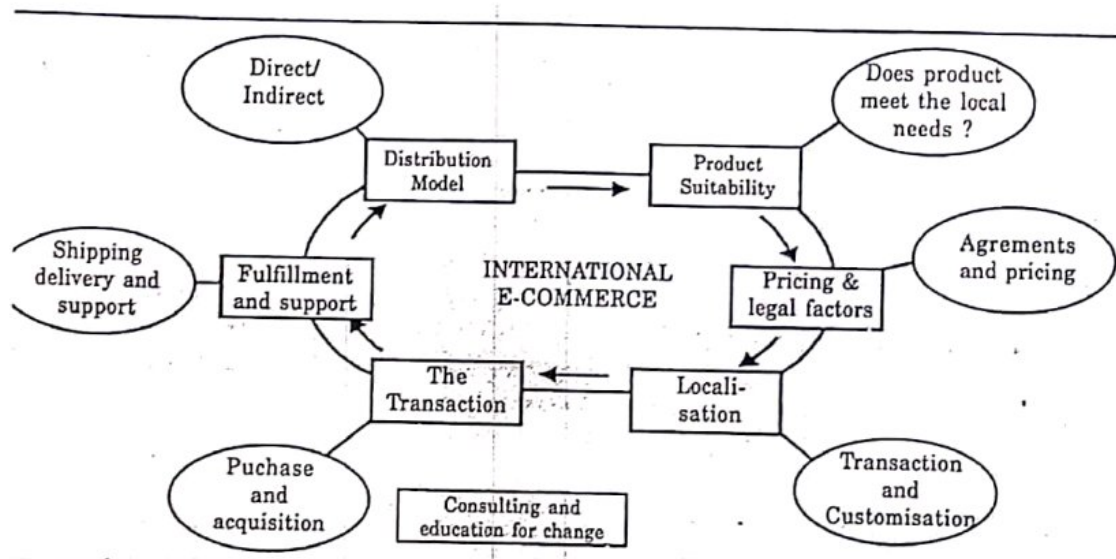 Direct/
Indirect
Does product
meet the local
needs ?
Distribution
Model
Product
Suitability
Shipping
delivery and
support
Fulfillment
and support
INTERNATIONAL
E-COMMERCE
Pricing &
legal factors
Agrements
and pricing
The
Transaction
Locali-
sation
Puchase
and
acquisition
Consulting and
education for change
Transaction
and
Customisation